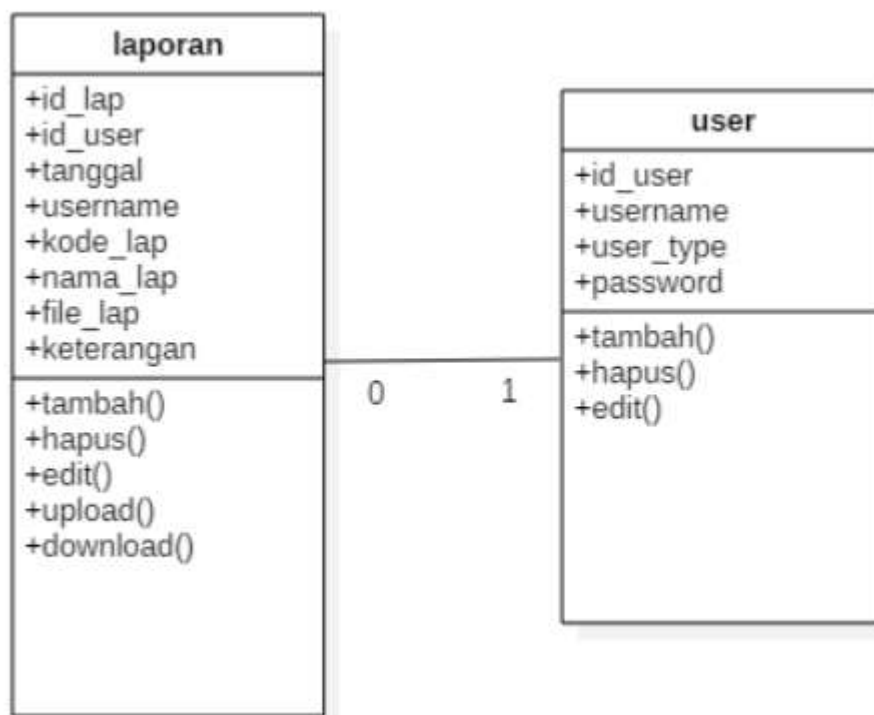 laporan
+id_lap
+id_user
+tanggal
+username
+kode_lap
+nama_lap
+file_lap
+keterangan
+tambah()
+hapus()
+edit()
+upload()
+download()
0
1
user
+id_user
+username
+user_type
+password
+tambah()
+hapus()
+edit()